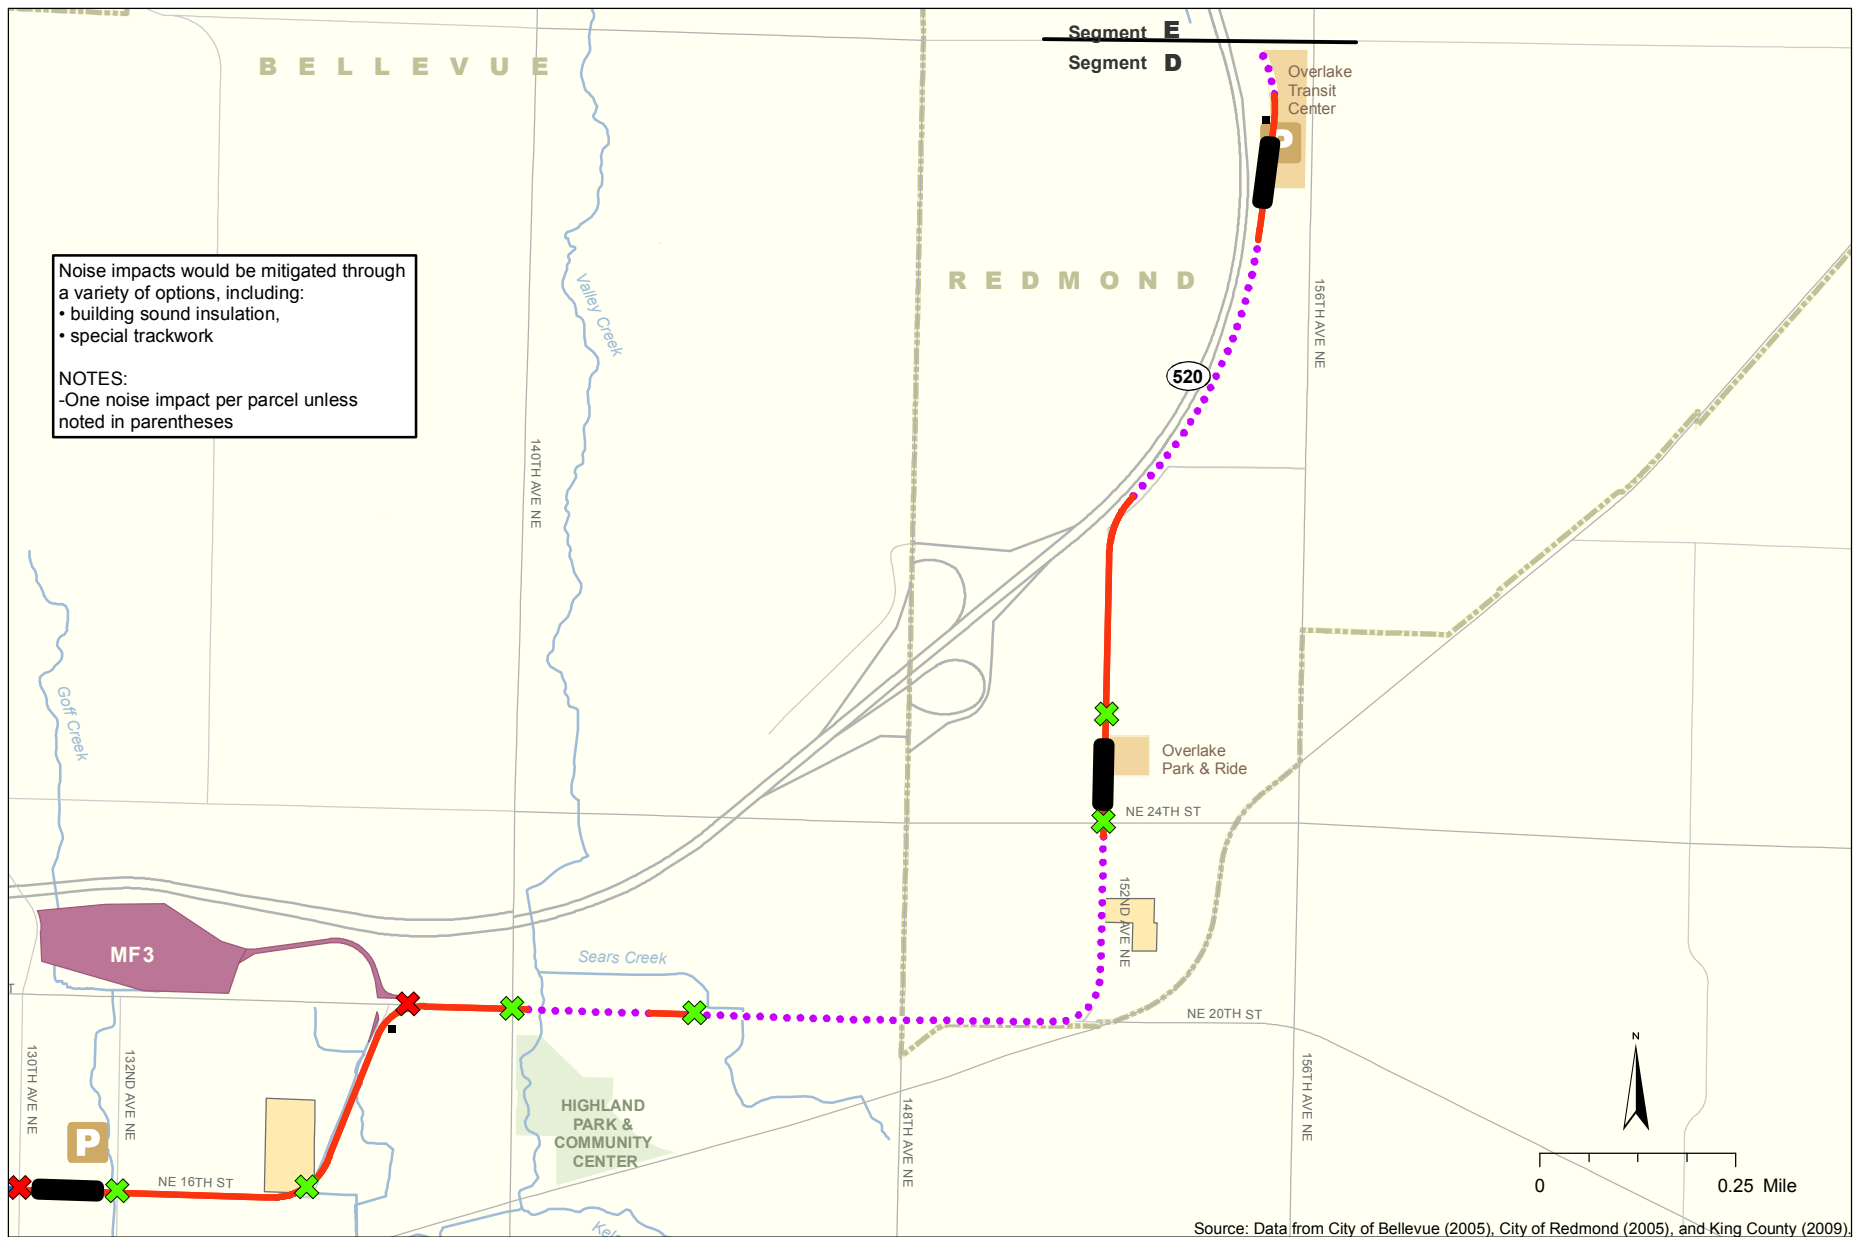 Segment E
Segment D
BELLEVUE
Overlake
Transit
Center
P
Noise impacts would be mitigated through
a variety of options, including:
• building sound insulation,
• special trackwork
NOTES:
-One noise impact per parcel unless
noted in parentheses
REDMOND
Valley Creek
156TH AVE NE
520
140TH AVE NE
Goff Creek
Overlake
Park & Ride
NE 24TH ST
152ND AVE NE
MF3
Sears Creek
T
NE 20TH ST
N
130TH AVE NE
132ND AVE NE
P
HIGHLAND
PARK &
COMMUNITY
CENTER
148TH AVE NE
156TH AVE NE
NE 16TH ST
0 0.25 Mile
Source: Data from City of Bellevue (2005), City of Redmond (2005), and King County (2009).